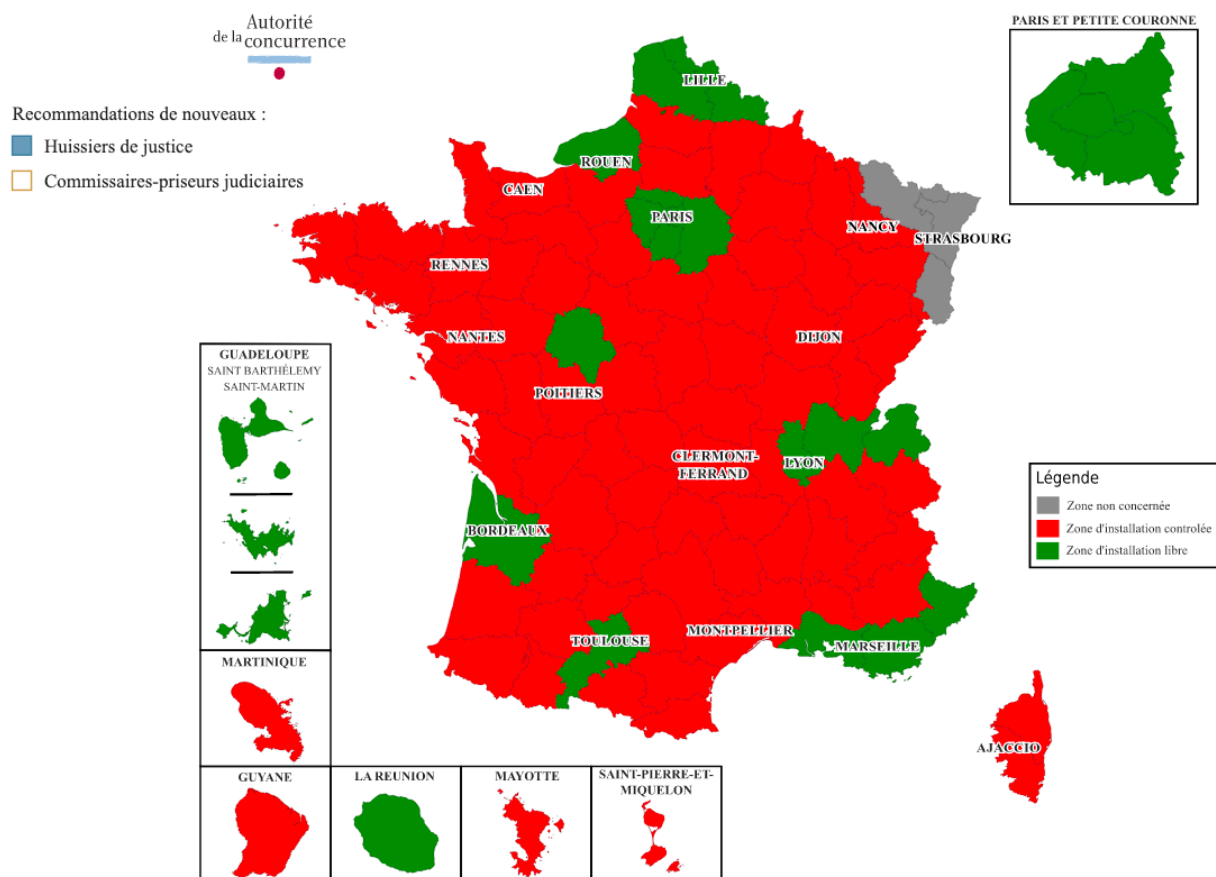 Autorité
de la concurrence
PARIS ET PETITE COURONNE
Recommandations de nouveaux :
Huissiers de justice
Commissaires-priseurs judiciaires
LILLE
ROUEN
CAEN
PARIS
NANCY
STRASBOURG
RENNES
NANTES
DIJON
POITIERS
GUADELOUPE
SAINT BARTHÉLEMY
SAINT-MARTIN
CLERMONT-
FERRAND
LYON
Légende
Zone non concernée
Zone d'installation controlée
Zone d'installation libre
BORDEAUX
TOULOUSE
MONTPELLIER
MARSEILLE
MARTINIQUE
AJACCIO
GUYANE
LA REUNION
MAYOTTE
SAINT-PIERRE-ET-
MIQUELON